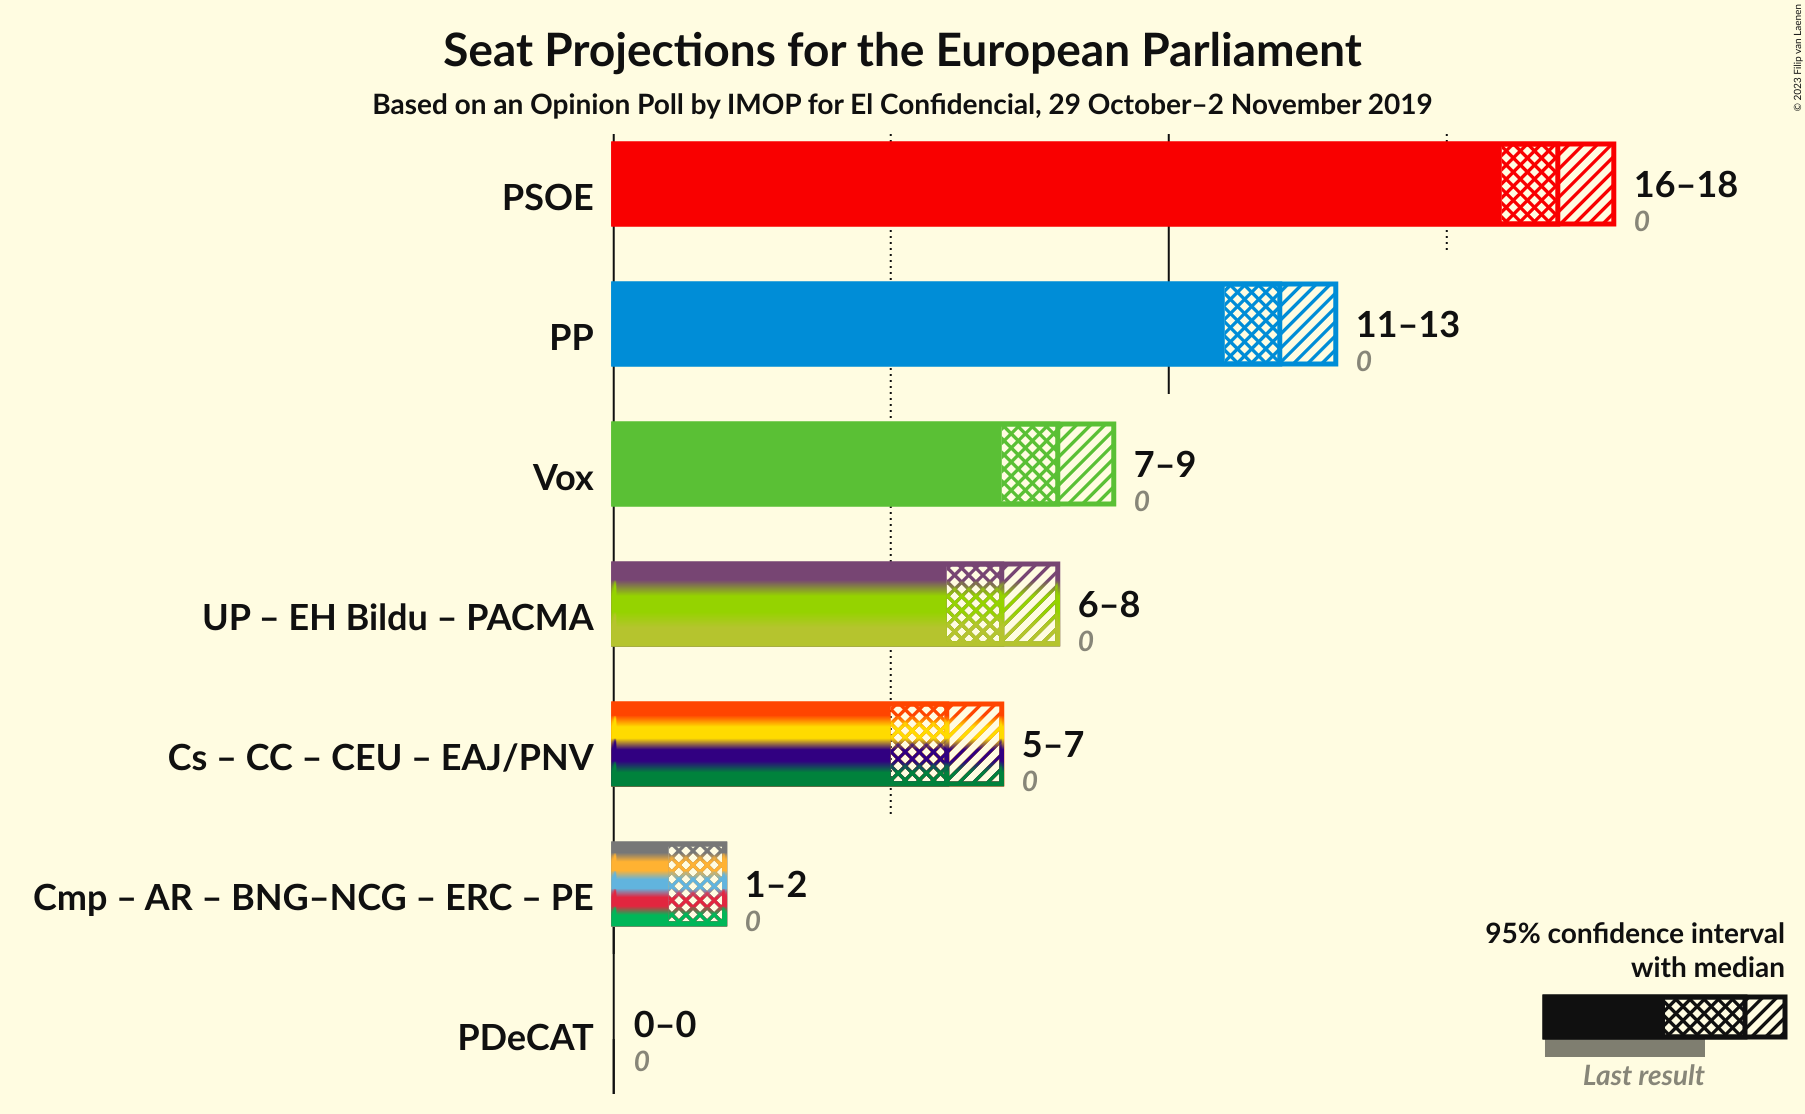 Seat Projections for the European Parliament
Based on an Opinion Poll by IMOP for El Confidencial, 29 October–2 November 2019
© 2023 Filip van Laenen
PSOE
16–18
0
PP
11–13
0
Vox
7–9
0
UP – EH Bildu – PACMA
6–8
0
Cs – CC – CEU – EAJ/PNV
5–7
0
Cmp – AR – BNG–NCG – ERC – PE
1–2
0
PDeCAT
0–0
0
95% confidence interval
with median
Last result